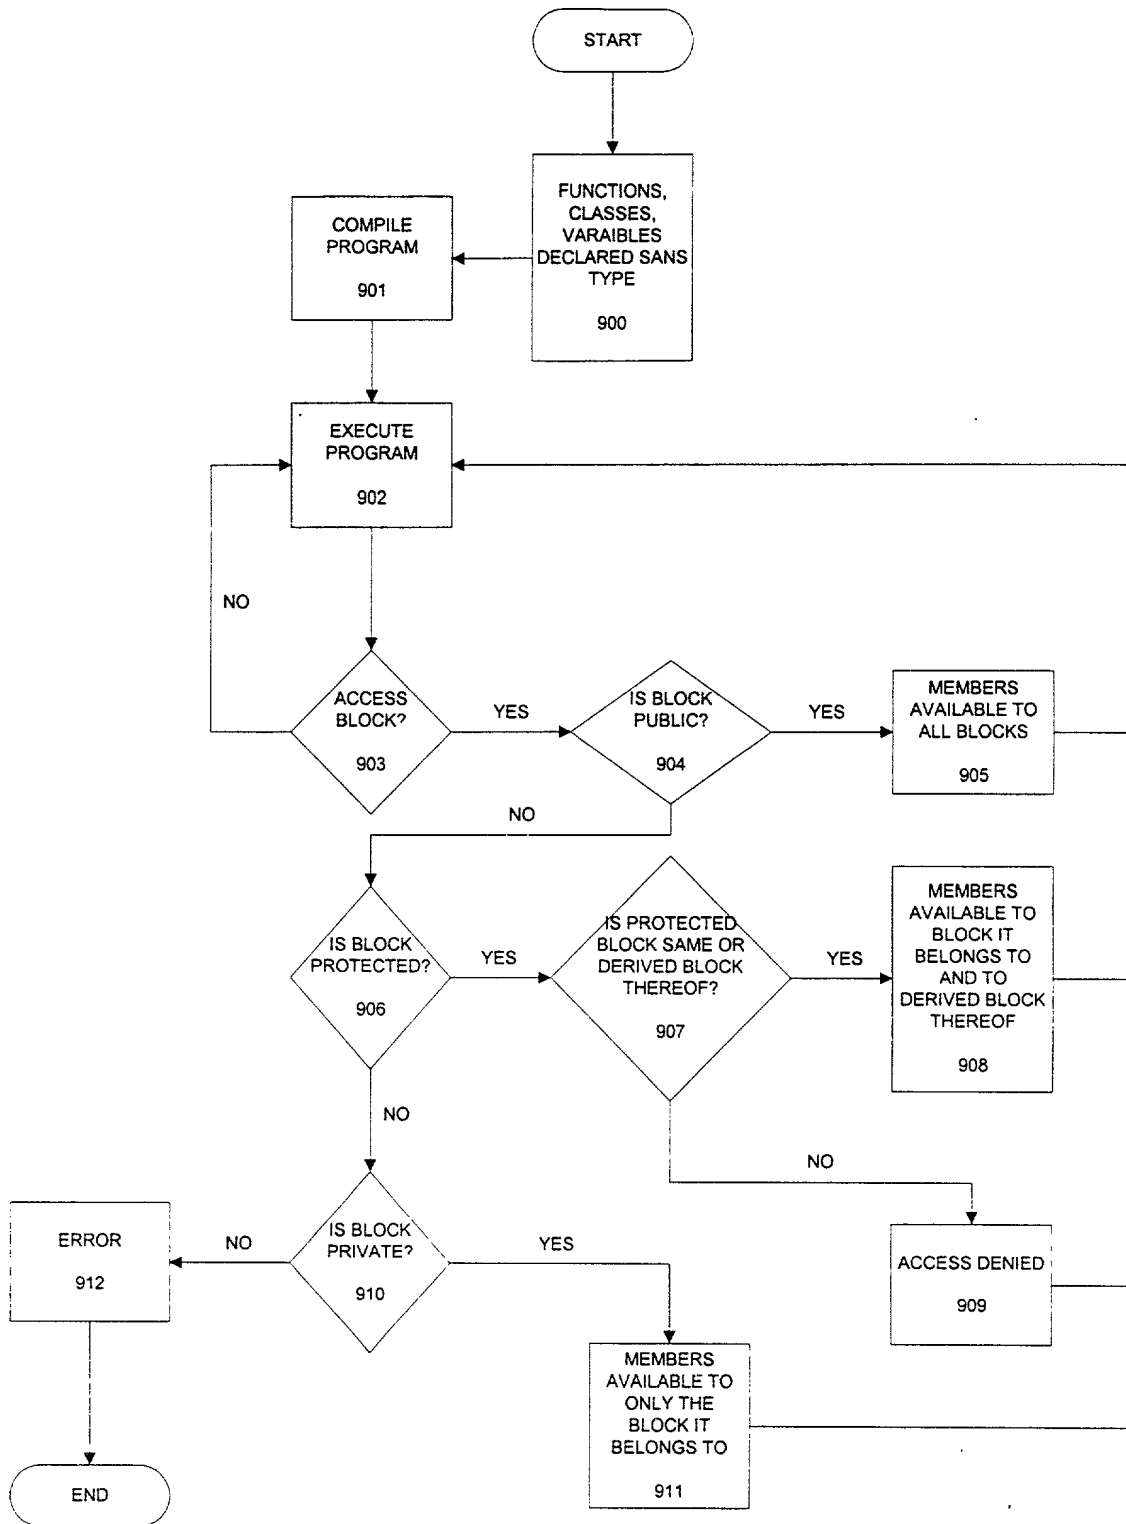 START
FUNCTIONS,
CLASSES,
VARAIBLES
DECLARED SANS
TYPE
900
COMPILE
PROGRAM
901
EXECUTE
PROGRAM
902
NO
ACCESS
BLOCK?
903
YES
IS BLOCK
PUBLIC?
904
YES
MEMBERS
AVAILABLE TO
ALL BLOCKS
905
NO
IS BLOCK
PROTECTED?
906
YES
IS PROTECTED
BLOCK SAME OR
DERIVED BLOCK
THEREOF?
907
YES
MEMBERS
AVAILABLE TO
BLOCK IT
BELONGS TO
AND TO
DERIVED BLOCK
THEREOF
908
NO
NO
ACCESS DENIED
909
IS BLOCK
PRIVATE?
910
NO
ERROR
912
YES
MEMBERS
AVAILABLE TO
ONLY THE
BLOCK IT
BELONGS TO
911
END